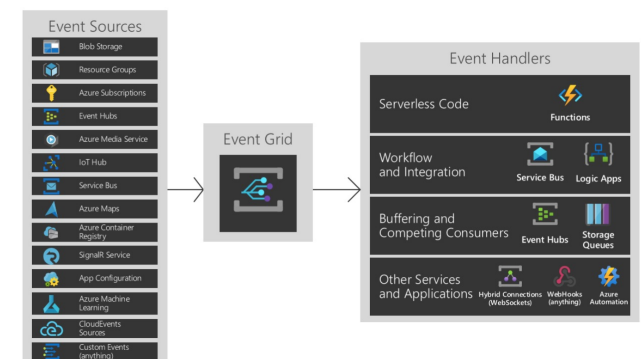 Event Sources
Blob Storage
Resource Groups
Azure Subscriptions
Event Hubs
Azure Media Service
IoT Hub
Service Bus
Azure Maps
Azure Container
Registry
SignalR Service
App Configuration
Azure Machine
Learning
CloudEvents
Sources
Custom Events
(anything)
Event Grid
Event Handlers
Serverless Code
Functions
Workflow
and Integration
Service Bus
Logic Apps
Buffering and
Competing Consumers
Event Hubs
Storage
Queues
Other Services
and Applications
Hybrid Connections
(WebSockets)
WebHooks
(anything)
Azure
Automation